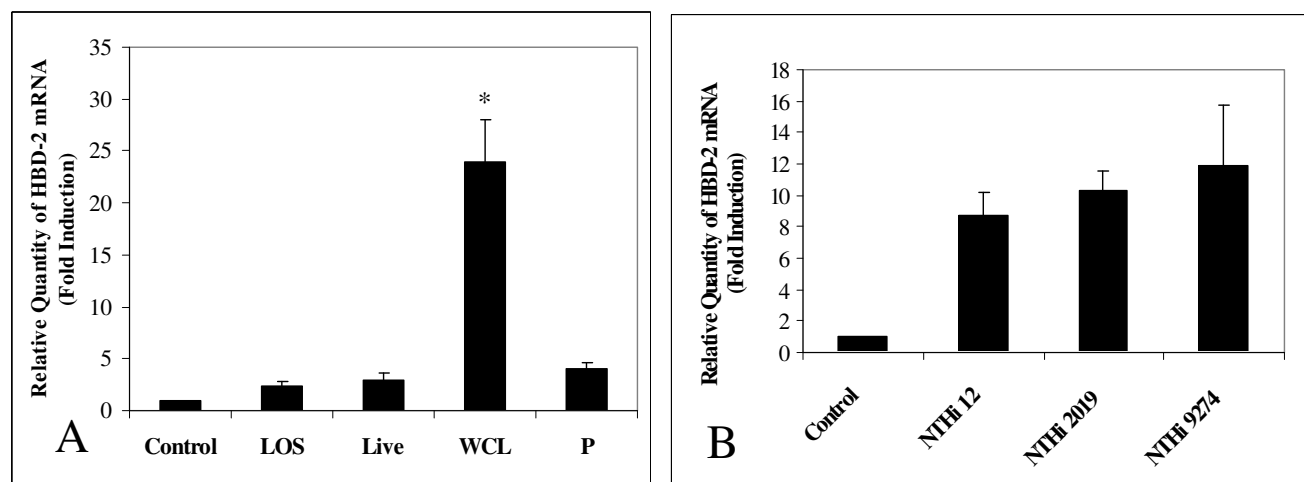 Relative Quantity of HBD-2 mRNA
(Fold Induction)
35
30
25
20
15
10
5
0
*
Control LOS Live WCL P
A
Relative Quantity of HBD-2 mRNA
(Fold Induction)
18
16
14
12
10
8
6
4
2
0
Control NTHi 12 NTHi 2019 NTHi 9274
B